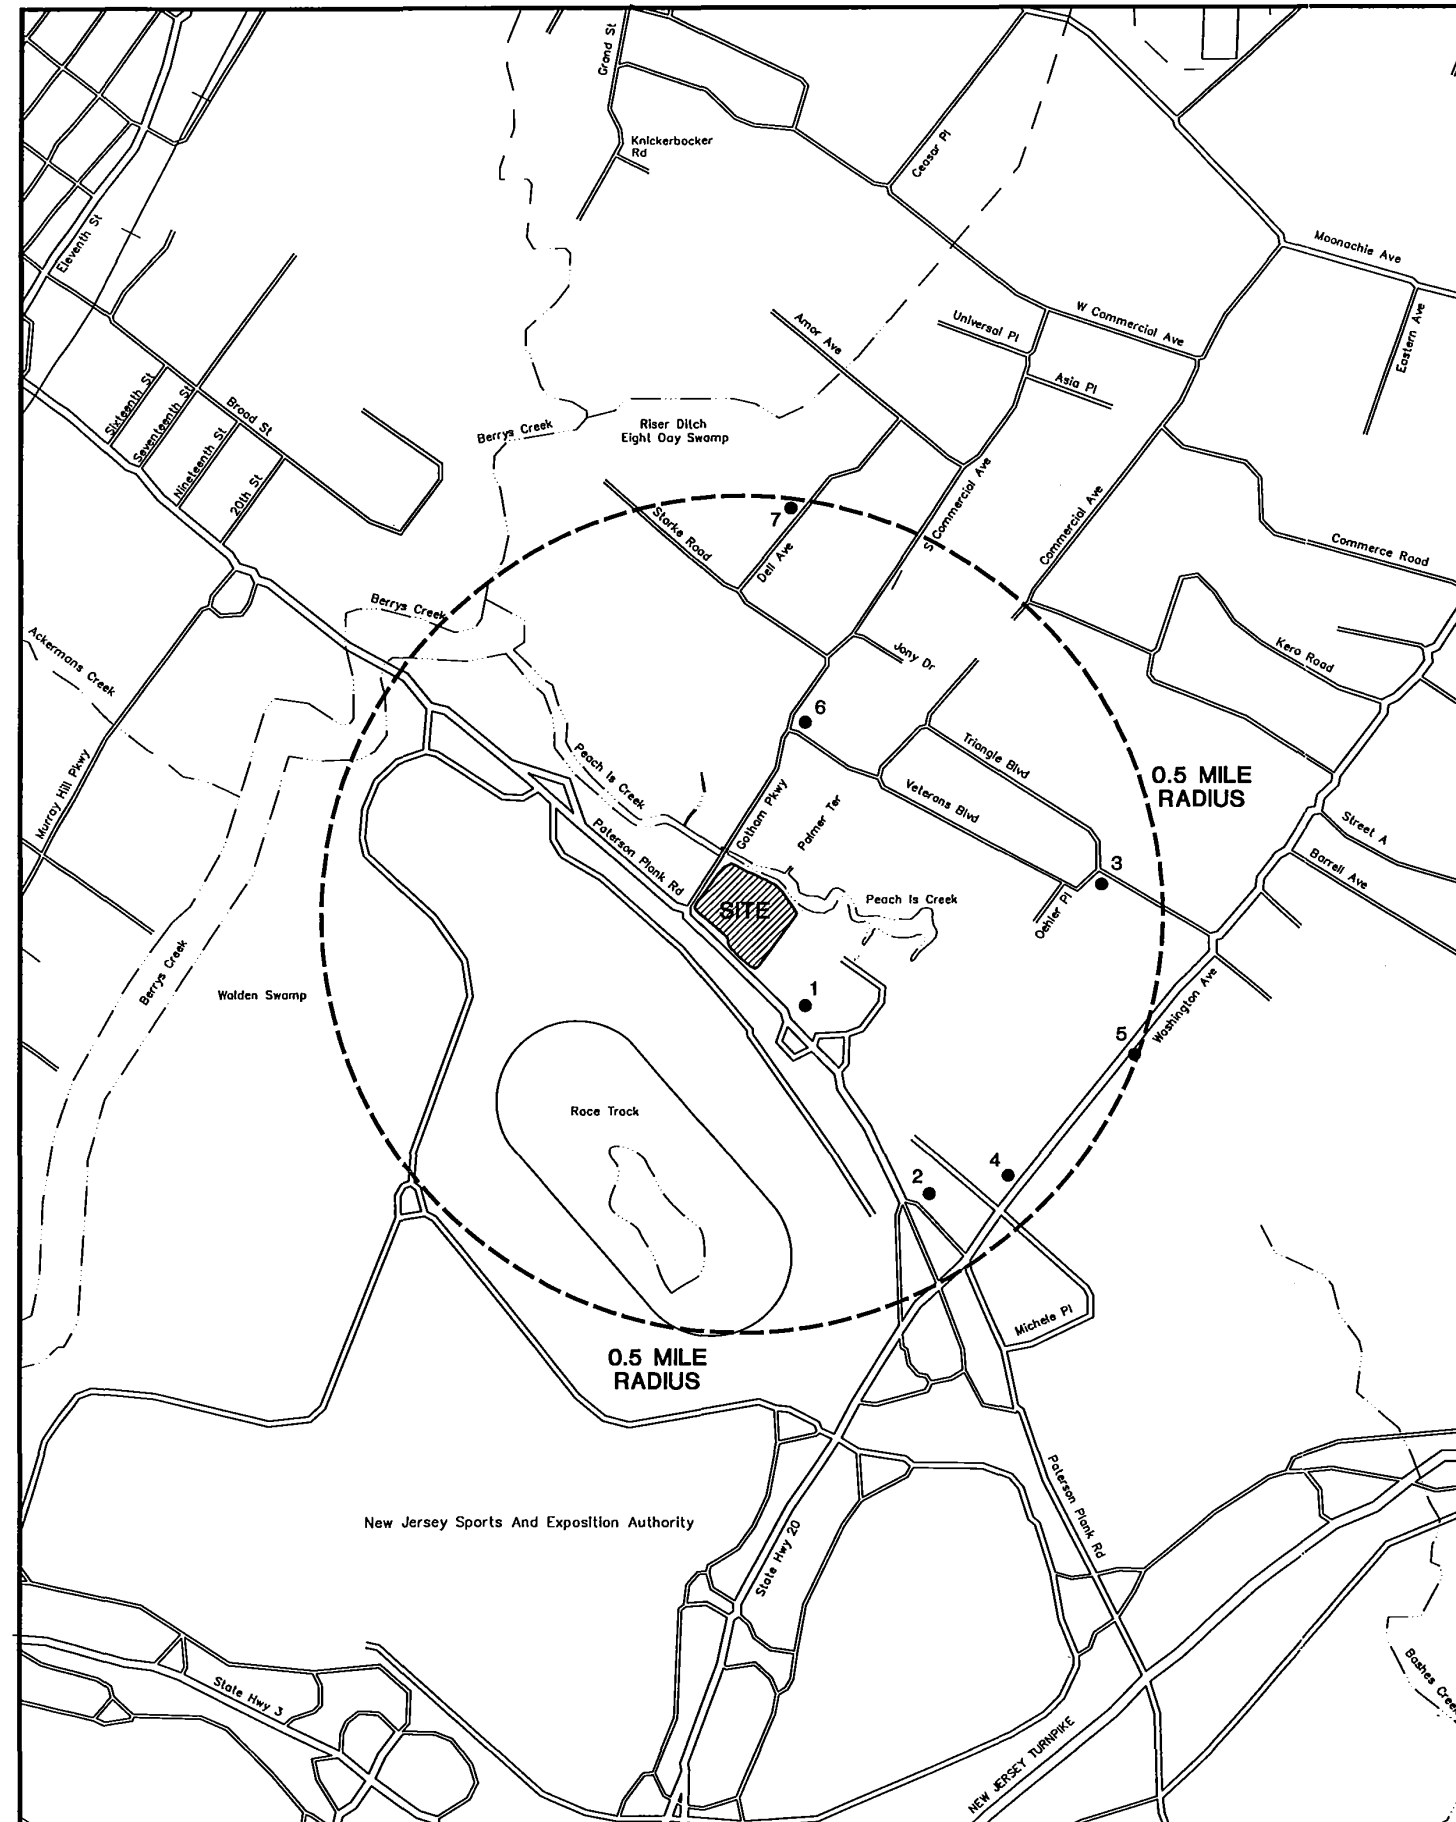 Grand St
Knickerbocker
Rd
Ceasar Pl
Eleventh St
Moonachie Ave
W Commercial Ave
Universal Pl
Amor Ave
Eastern Ave
Asia Pl
Sixteenth St
Seventeenth St
Nineteenth St
20th St
Broad St
Berrys Creek
Riser Ditch
Eight Day Swamp
S Commercial Ave
Commercial Ave
7
Starke Road
Dell Ave
Commerce Road
Berrys Creek
Ackermans Creek
Jony Dr
Kero Road
6
Triangle Blvd
Murray Hill Pkwy
Peach Is Creek
Gotham Pkwy
Palmer Ter
Veterans Blvd
0.5 MILE
RADIUS
Street A
Barrell Ave
Paterson Plank Rd
3
SITE
Peach Is Creek
Oehler Pl
Berrys Creek
Walden Swamp
1
Washington Ave
5
Race Track
4
2
Michele Pl
0.5 MILE
RADIUS
Paterson Plank Rd
New Jersey Sports And Exposition Authority
State Hwy 20
State Hwy 3
Bashes Creek
NEW JERSEY TURNPIKE